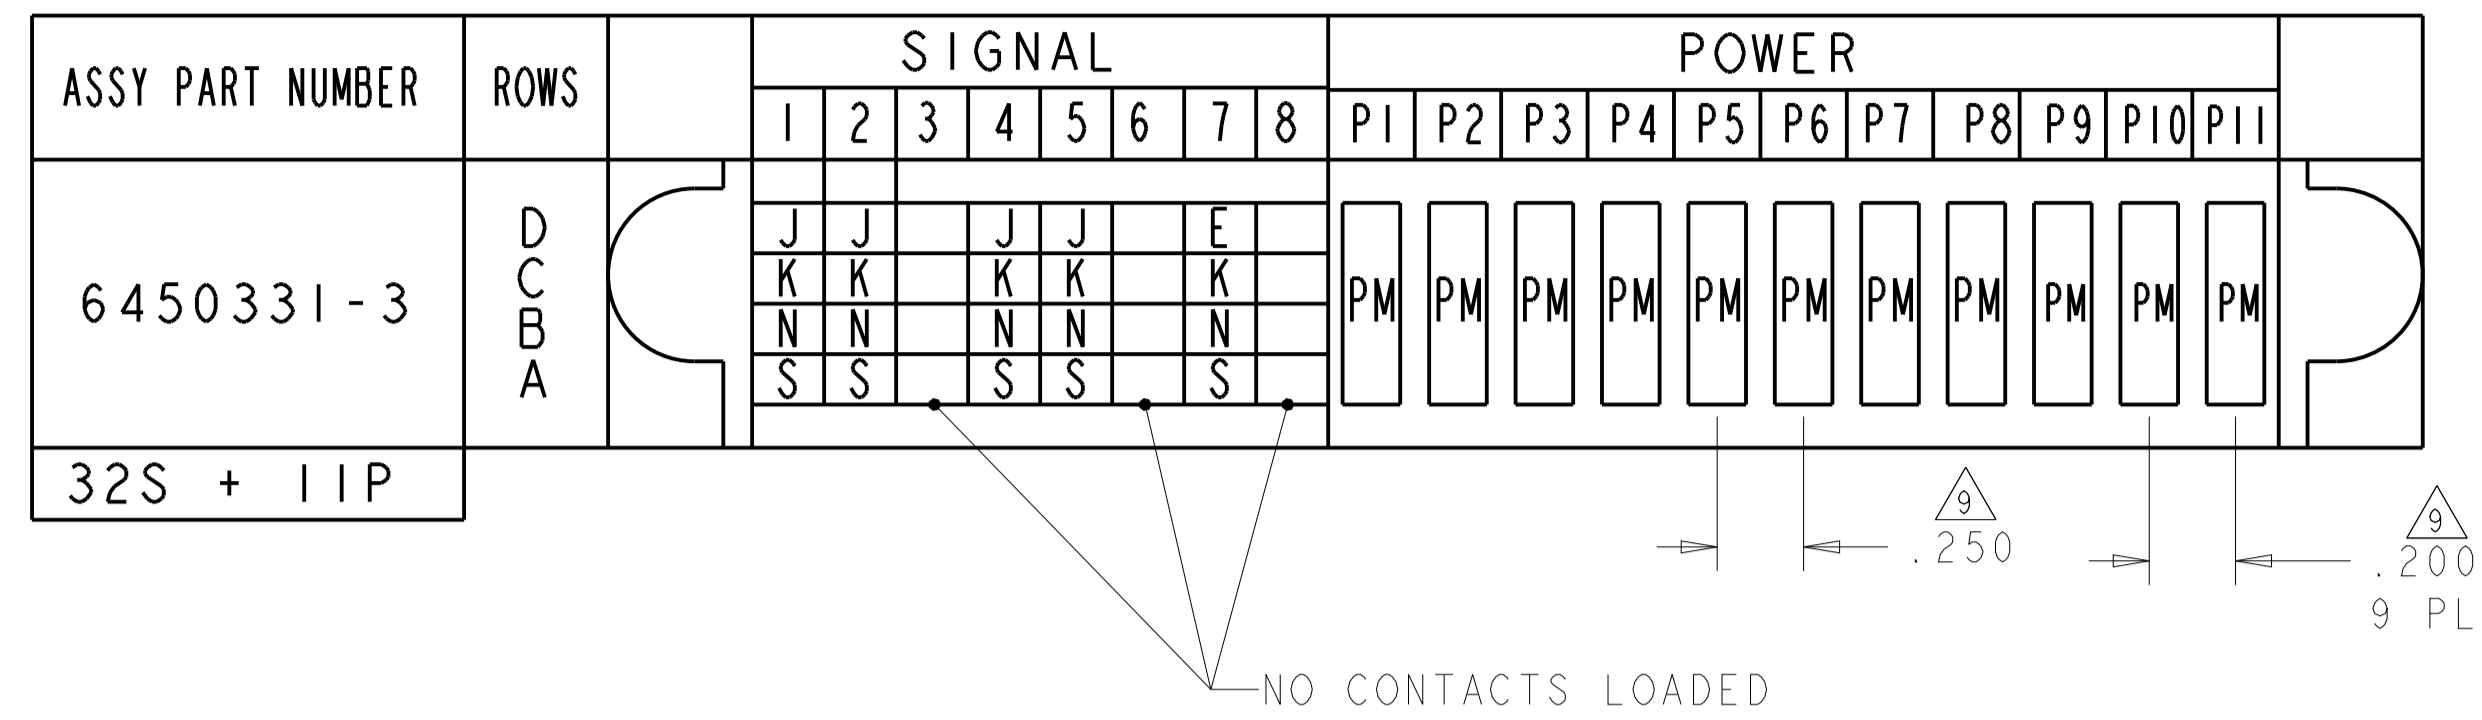 ASSY PART NUMBER ROWS SIGNAL POWER
1 2 3 4 5 6 7 8 P1 P2 P3 P4 P5 P6 P7 P8 P9 P10 P11
6450331-3
D J J J J E
C K K K K K
B N N N N N
A S S S S S
PM PM PM PM PM PM PM PM PM PM PM
32S + 11P
9
.250
9
.200
9 PL
NO CONTACTS LOADED